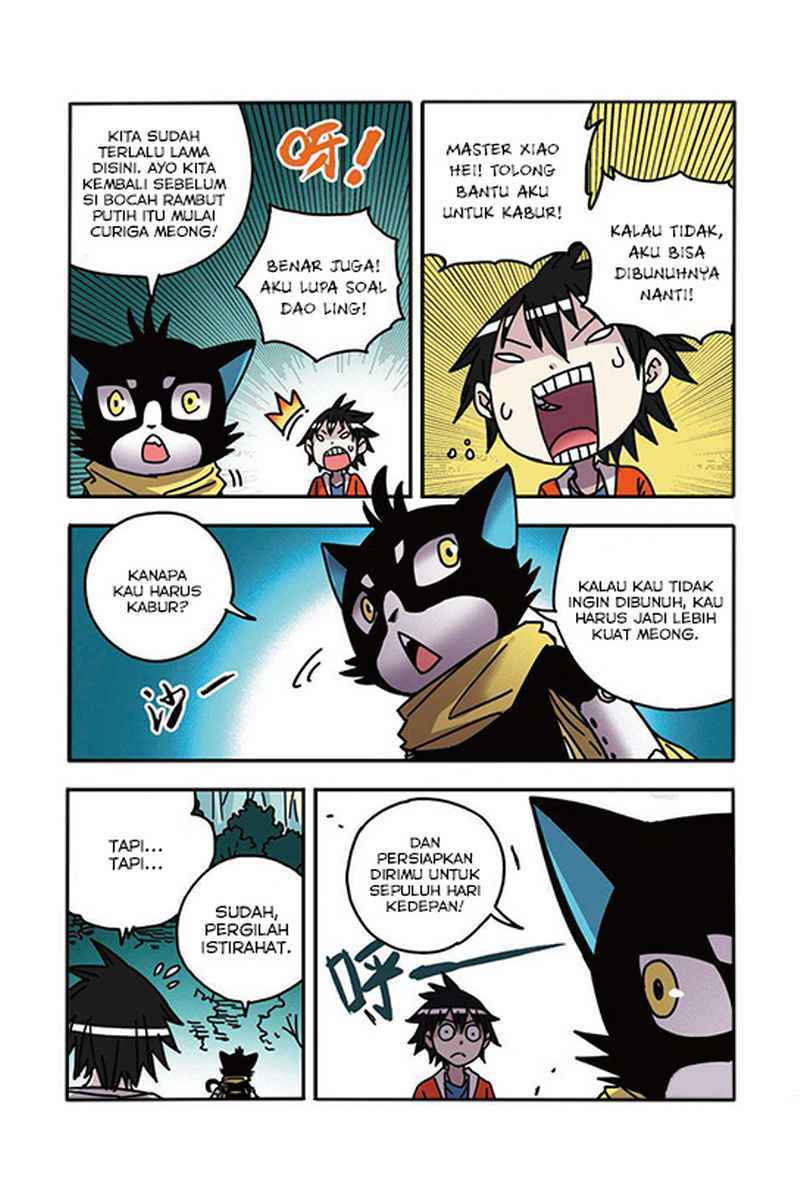 KITA SUDAH
TERLALU LAMA
DISINI. AYO KITA
KEMBALI SEBELUM
SI BOCAH RAMBUT
PUTIH ITU MULAI
CURIGA MEONG!
呀!
BENAR JUGA!
AKU LUPA SOAL
DAO LING!
MASTER XIAO
HEI! TOLONG
BANTU AKU
UNTUK KABUR!
KALAU TIDAK,
AKU BISA
DIBUNUHNYA
NANTI!
KANAPA
KAU HARUS
KABUR?
沙一
KALAU KAU TIDAK
INGIN DIBUNUH, KAU
HARUS JADI LEBIH
KUAT MEONG.
TAPI...
TAPI...
SUDAH,
PERGILAH
ISTIRAHAT.
DAN
PERSIAPKAN
DIRIMU UNTUK
SEPULUH HARI
KEDEPAN!
呼一